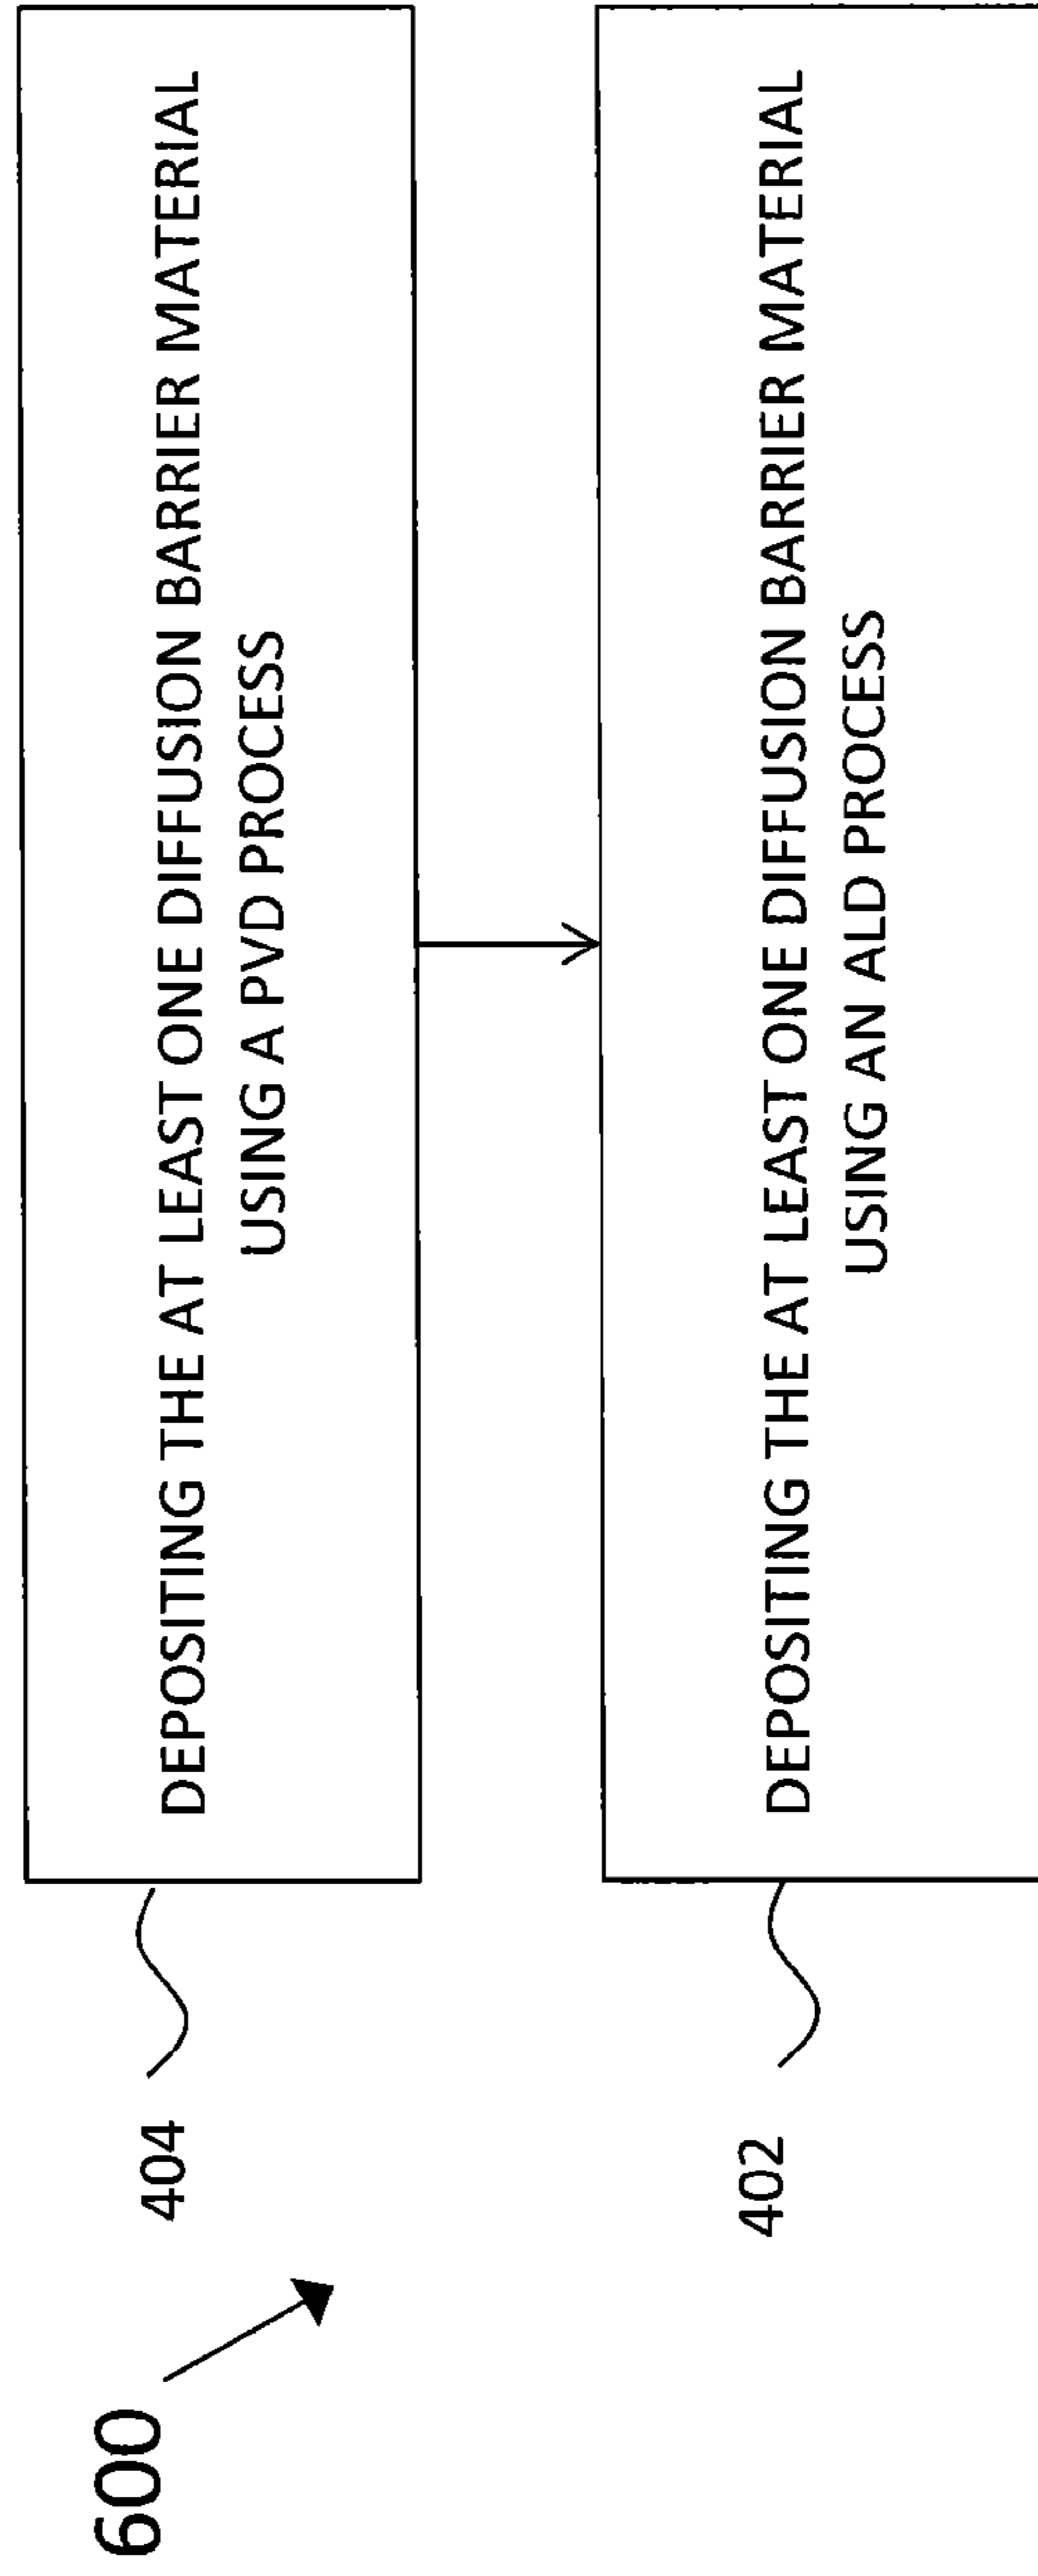 600
404
DEPOSITING THE AT LEAST ONE DIFFUSION BARRIER MATERIAL
USING A PVD PROCESS
402
DEPOSITING THE AT LEAST ONE DIFFUSION BARRIER MATERIAL
USING AN ALD PROCESS